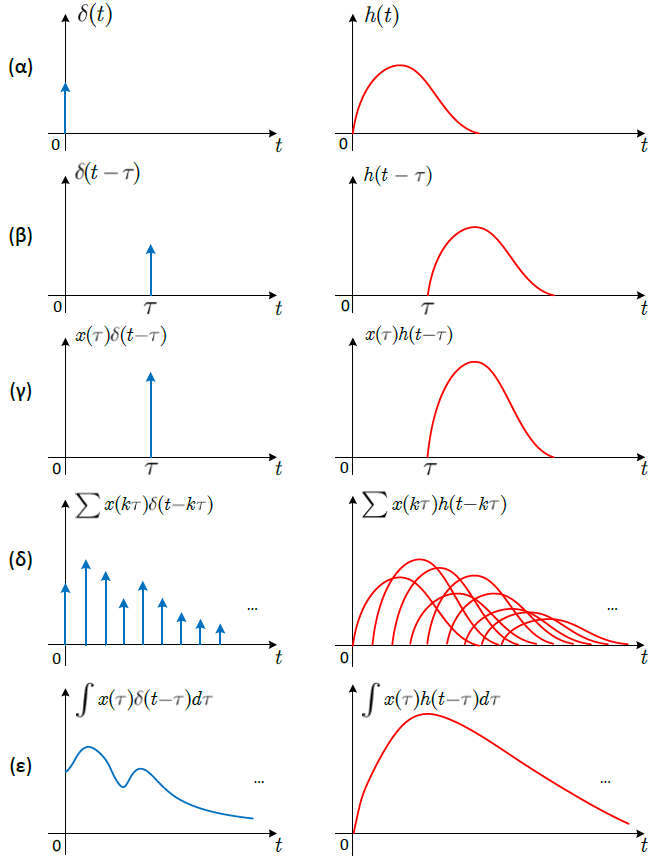 δ(t) h(t)
(α)
0 t 0 t
δ(t − τ) h(t − τ)
(β)
0 τ t 0 τ t
x(τ)δ(t−τ) x(τ)h(t−τ)
(γ)
0 τ t 0 τ t
∑ x(kτ)δ(t−kτ) ∑ x(kτ)h(t−kτ)
(δ)
... ...
0 t 0 t
∫ x(τ)δ(t−τ)dτ ∫ x(τ)h(t−τ)dτ
(ε)
... ...
0 t 0 t